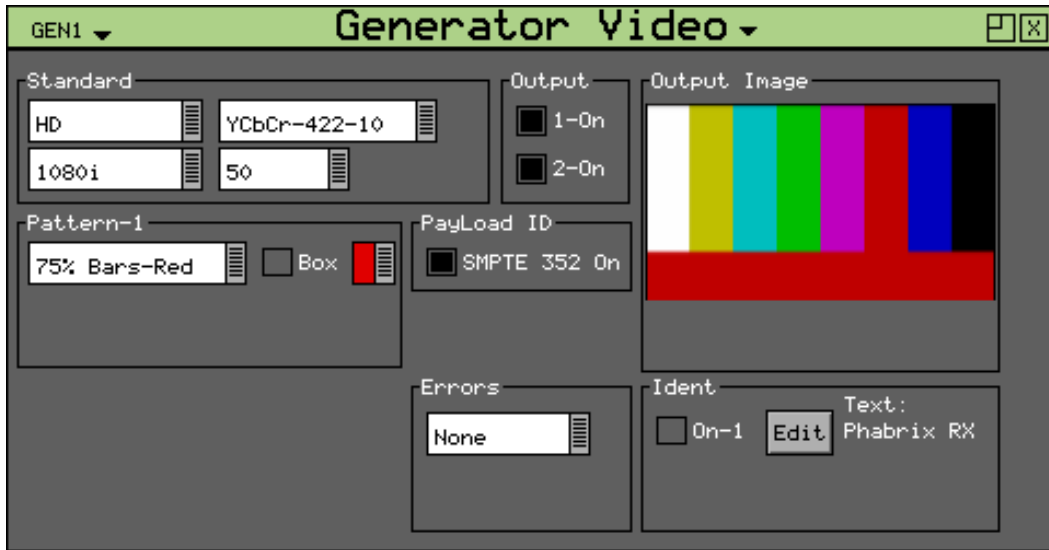 GEN1
Generator Video
X
Standard
HD
YCbCr-422-10
1080i
50
Output
1-On
2-On
Output Image
Pattern-1
75% Bars-Red
Box
PayLoad ID
SMPTE 352 On
Errors
None
Ident
On-1
Edit
Text:
Phabrix RX